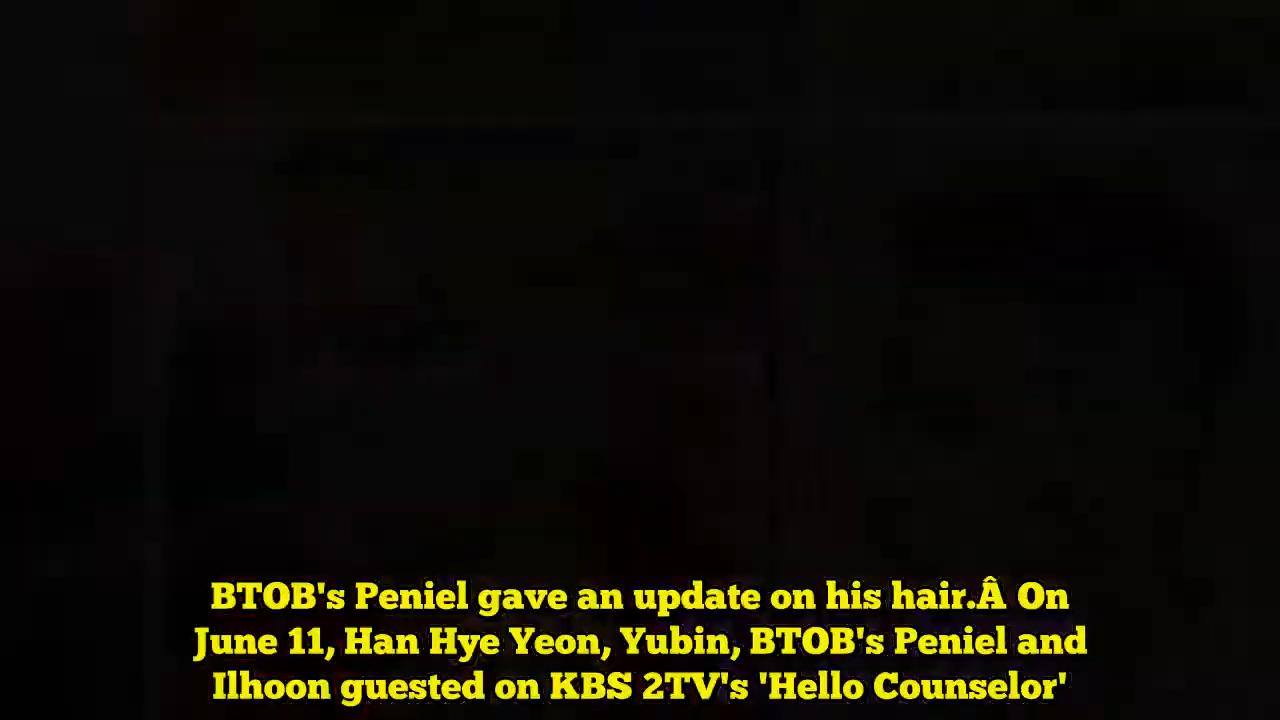 BTOB's Peniel gave an update on his hair.Â On
June 11, Han Hye Yeon, Yubin, BTOB's Peniel and
Ilhoon guested on KBS 2TV's 'Hello Counselor'